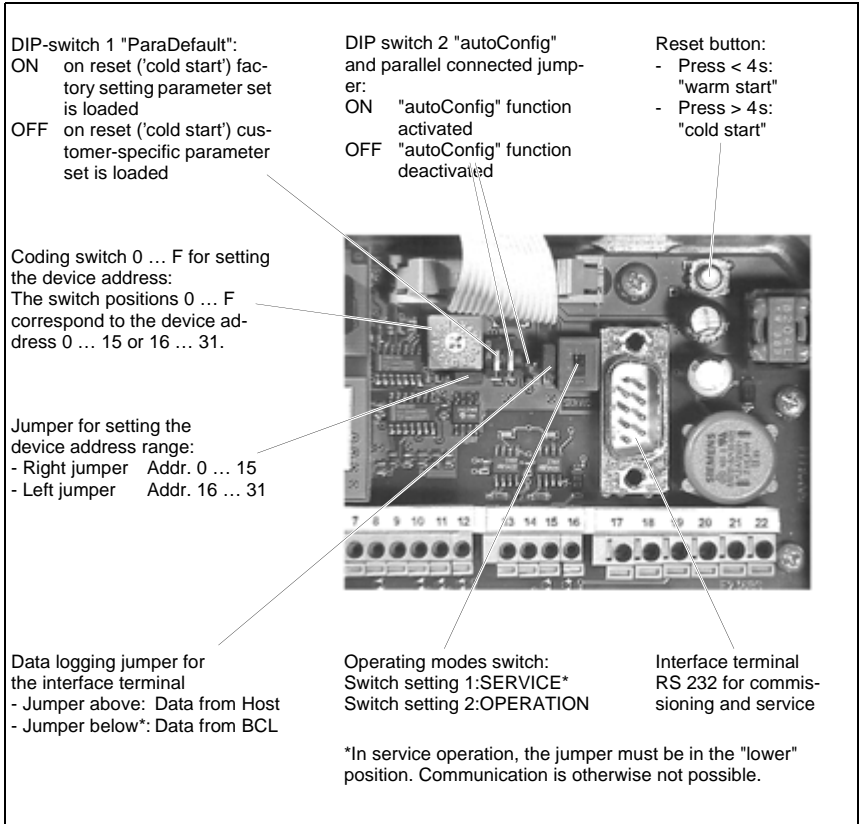 DIP-switch 1 "ParaDefault":
ON on reset ('cold start') fac-
tory setting parameter set
is loaded
OFF on reset ('cold start') cus-
tomer-specific parameter
set is loaded
DIP switch 2 "autoConfig"
and parallel connected jump-
er:
ON "autoConfig" function
activated
OFF "autoConfig" function
deactivated
Reset button:
- Press < 4s:
"warm start"
- Press > 4s:
"cold start"
Coding switch 0 … F for setting
the device address:
The switch positions 0 … F
correspond to the device ad-
dress 0 … 15 or 16 … 31.
Jumper for setting the
device address range:
- Right jumper Addr. 0 … 15
- Left jumper Addr. 16 … 31
SIEMENS
7 8 9 10 11 12 13 14 15 16 17 18 19 20 21 22
Data logging jumper for
the interface terminal
- Jumper above: Data from Host
- Jumper below*: Data from BCL
Operating modes switch:
Switch setting 1:SERVICE*
Switch setting 2:OPERATION
Interface terminal
RS 232 for commis-
sioning and service
*In service operation, the jumper must be in the "lower"
position. Communication is otherwise not possible.